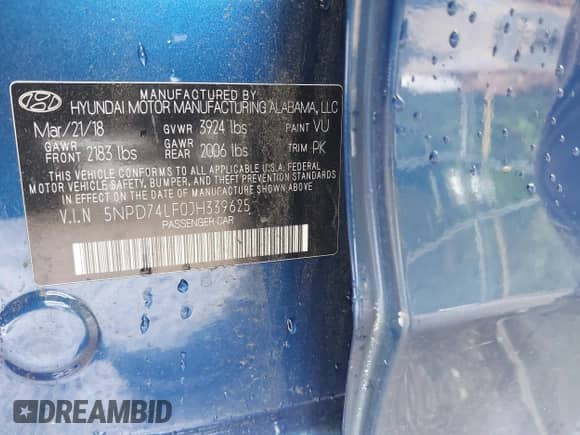 MANUFACTURED BY
HYUNDAI MOTOR MANUFACTURING ALABAMA, LLC
Mar/21/18 GVWR 3924 lbs PAINT VU
GAWR FRONT 2183 lbs GAWR REAR 2006 lbs TRIM PK
THIS VEHICLE CONFORMS TO ALL APPLICABLE U.S.A. FEDERAL
MOTOR VEHICLE SAFETY, BUMPER, AND THEFT PREVENTION STANDARDS
IN EFFECT ON THE DATE OF MANUFACTURE SHOWN ABOVE.
V.I.N 5NPD74LF0JH339625
PASSENGER CAR
DREAMBID